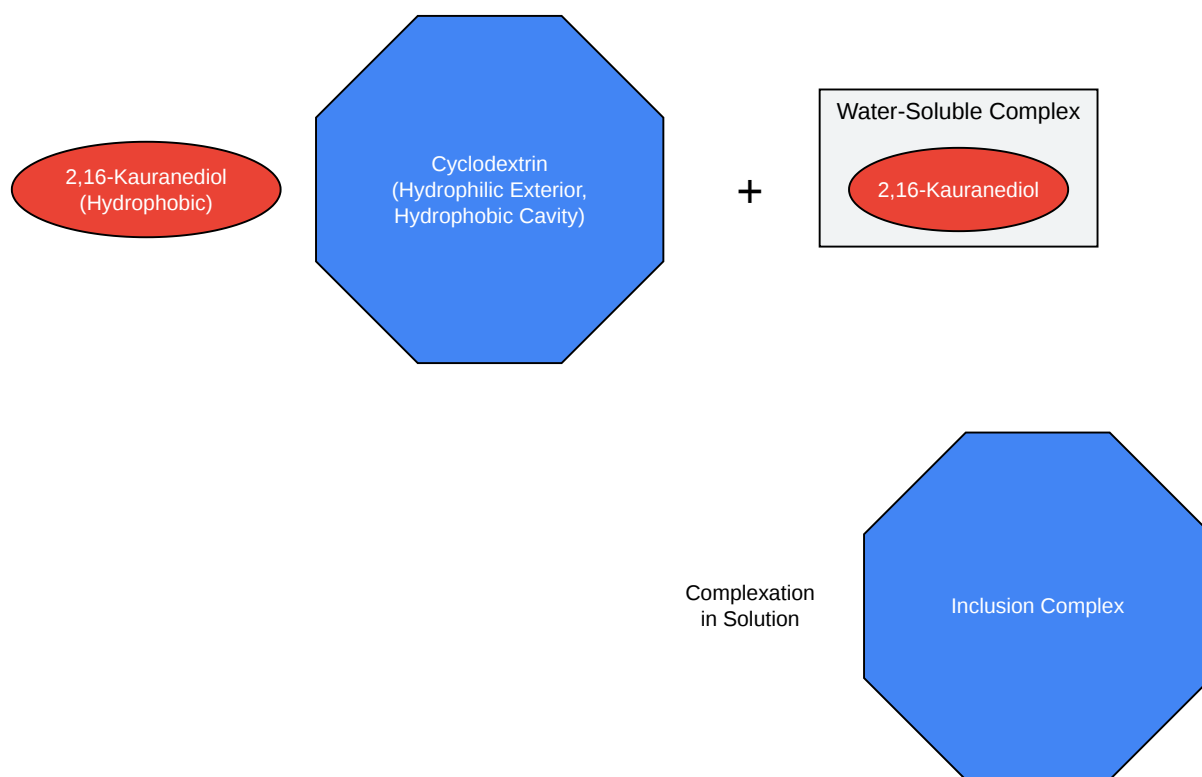 2,16-Kauranediol
(Hydrophobic)
Cyclodextrin
(Hydrophilic Exterior,
Hydrophobic Cavity)
+
Water-Soluble Complex
2,16-Kauranediol
Complexation
in Solution
Inclusion Complex